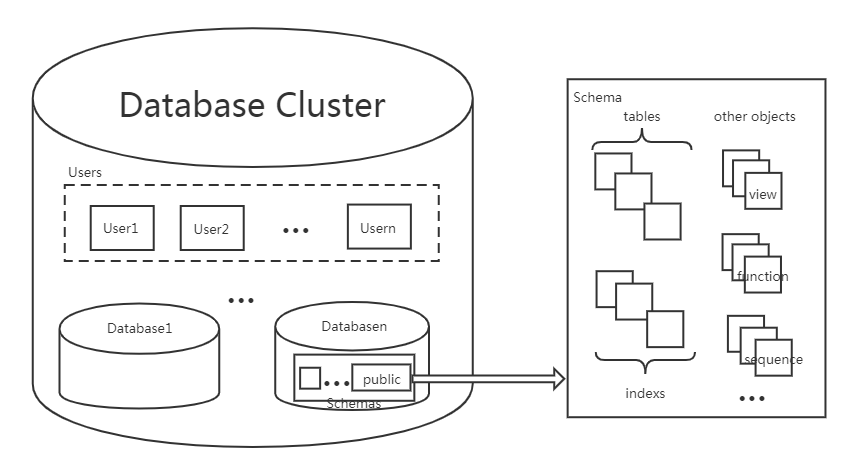 Database Cluster
Users
User1
User2
•••
Usern
•••
Database1
Databasen
•••
public
Schemas
Schema
tables
other objects
view
function
sequence
indexs
•••